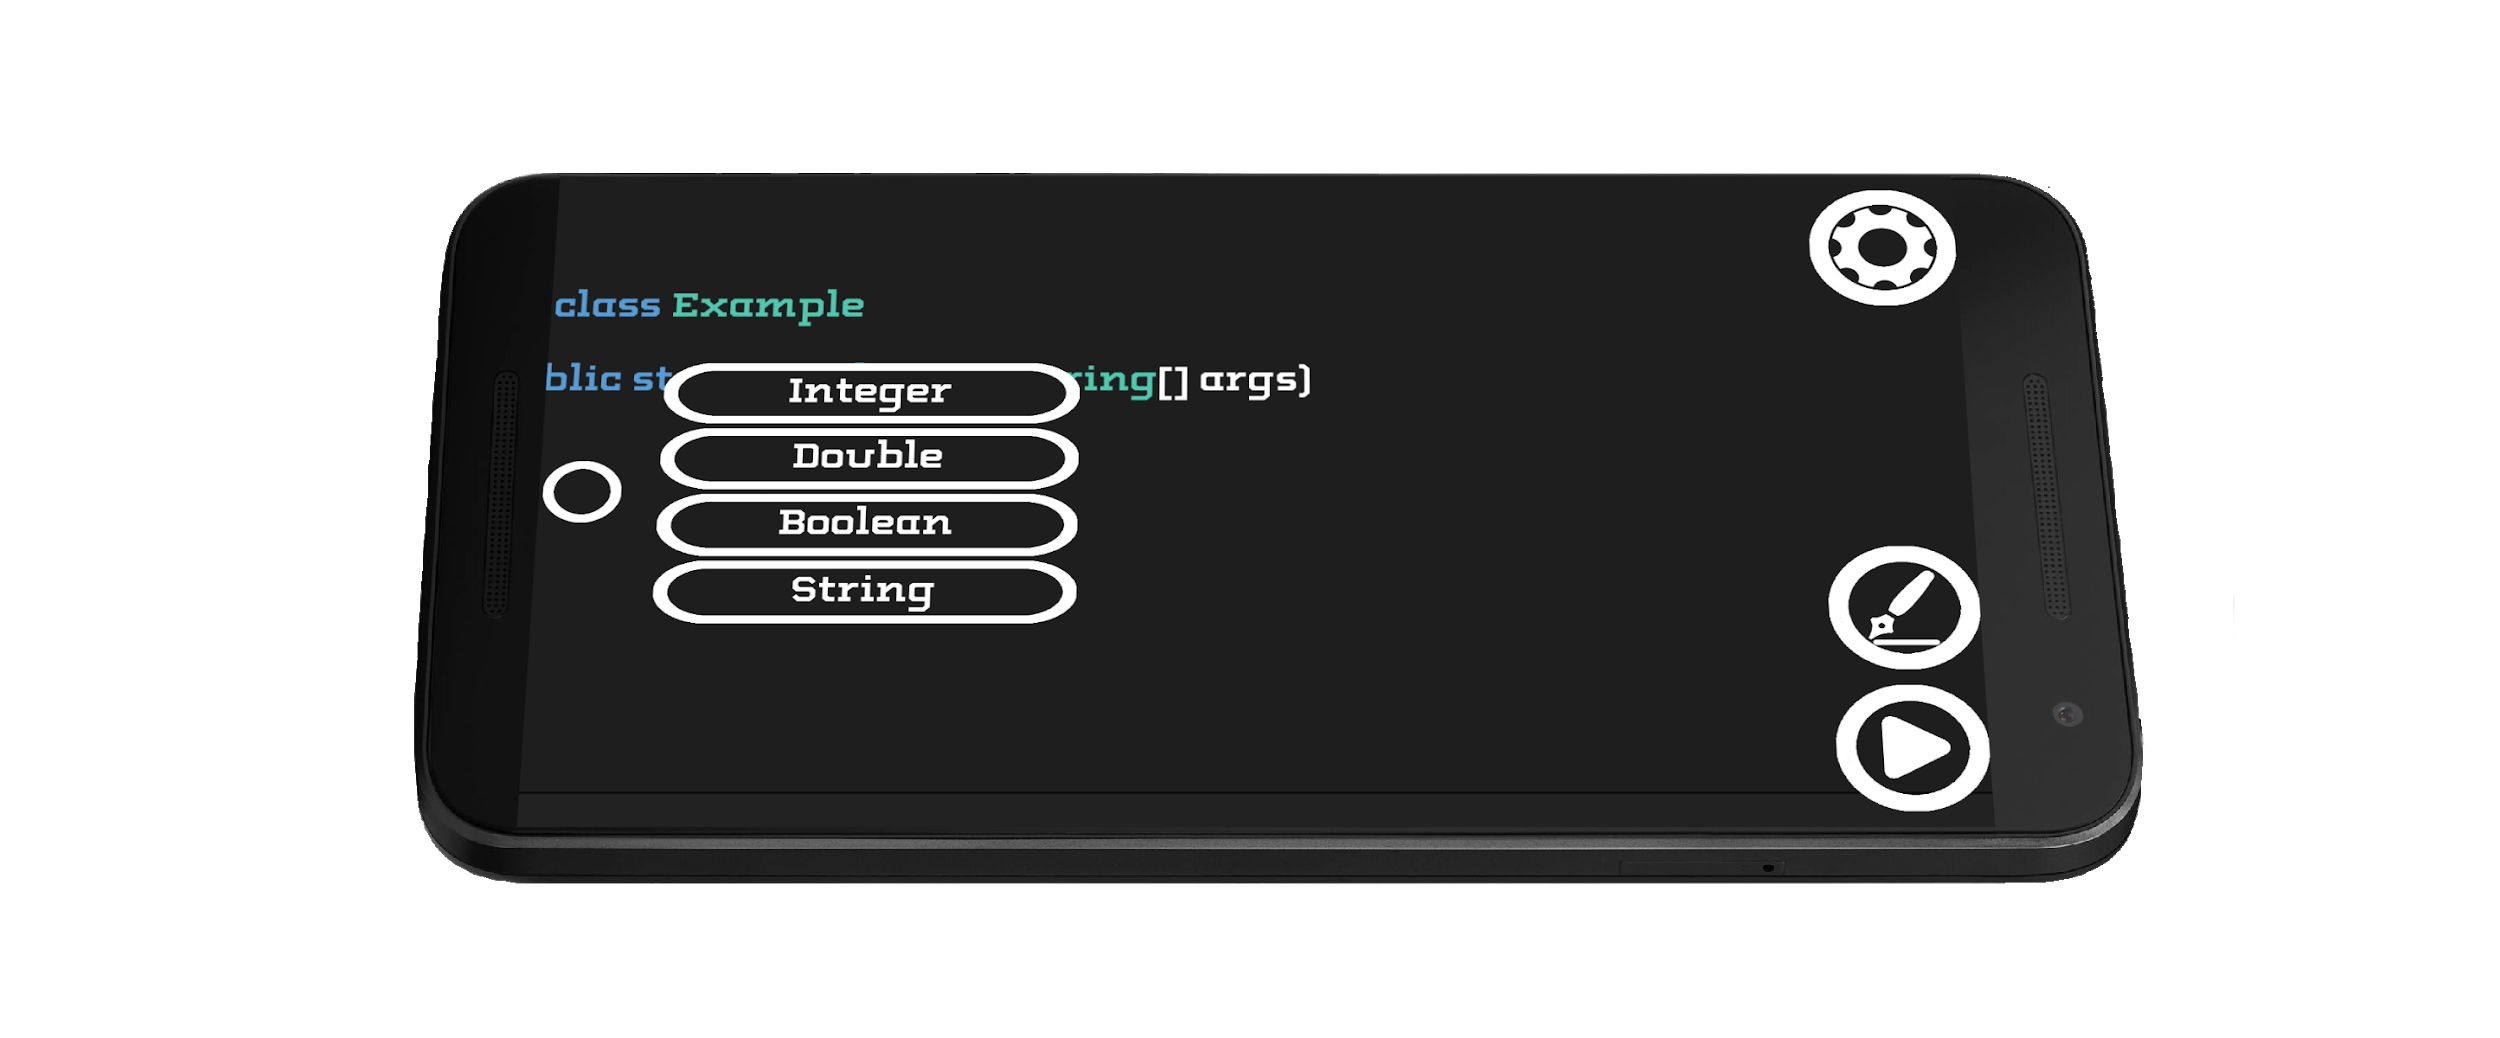 class Example
blic st ring[] args)
Integer
Double
Boolean
String